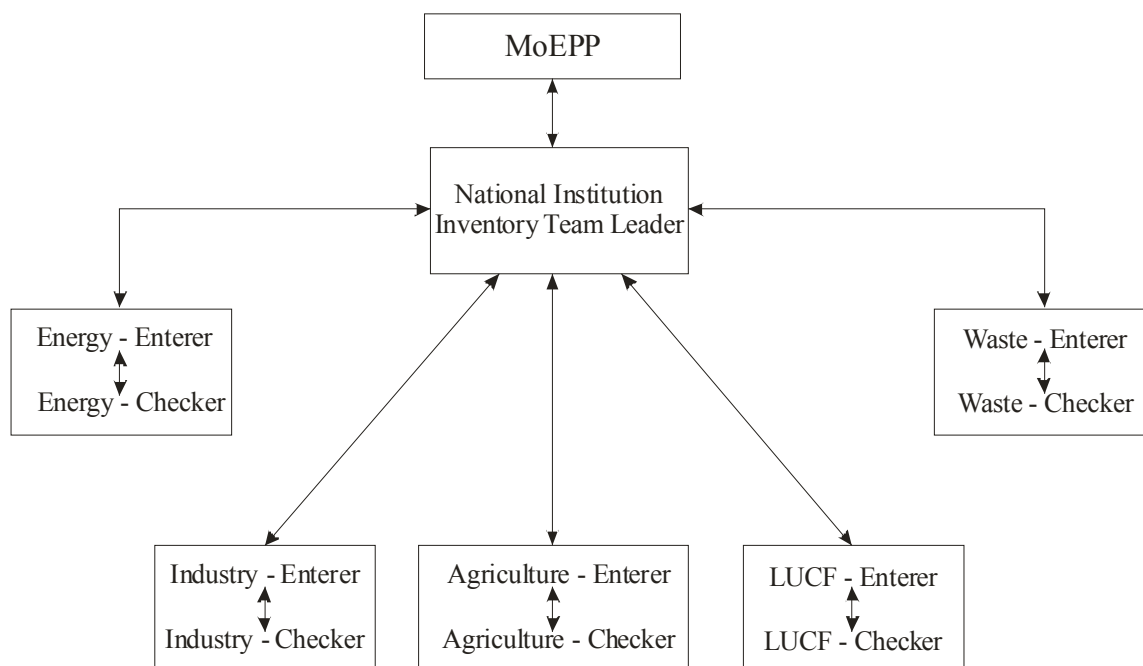 MoEPP
National Institution
Inventory Team Leader
Energy - Enterer
Energy - Checker
Waste - Enterer
Waste - Checker
Industry - Enterer
Industry - Checker
Agriculture - Enterer
Agriculture - Checker
LUCF - Enterer
LUCF - Checker